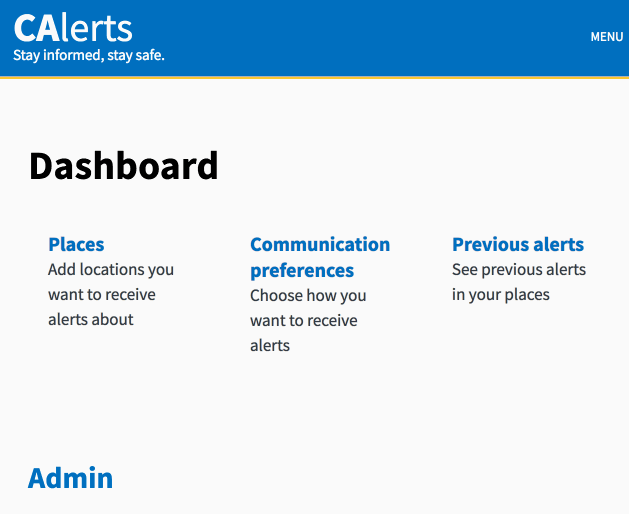 CAlerts
Stay informed, stay safe.
MENU
Dashboard
Places
Add locations you
want to receive
alerts about
Communication
preferences
Choose how you
want to receive
alerts
Previous alerts
See previous alerts
in your places
Admin